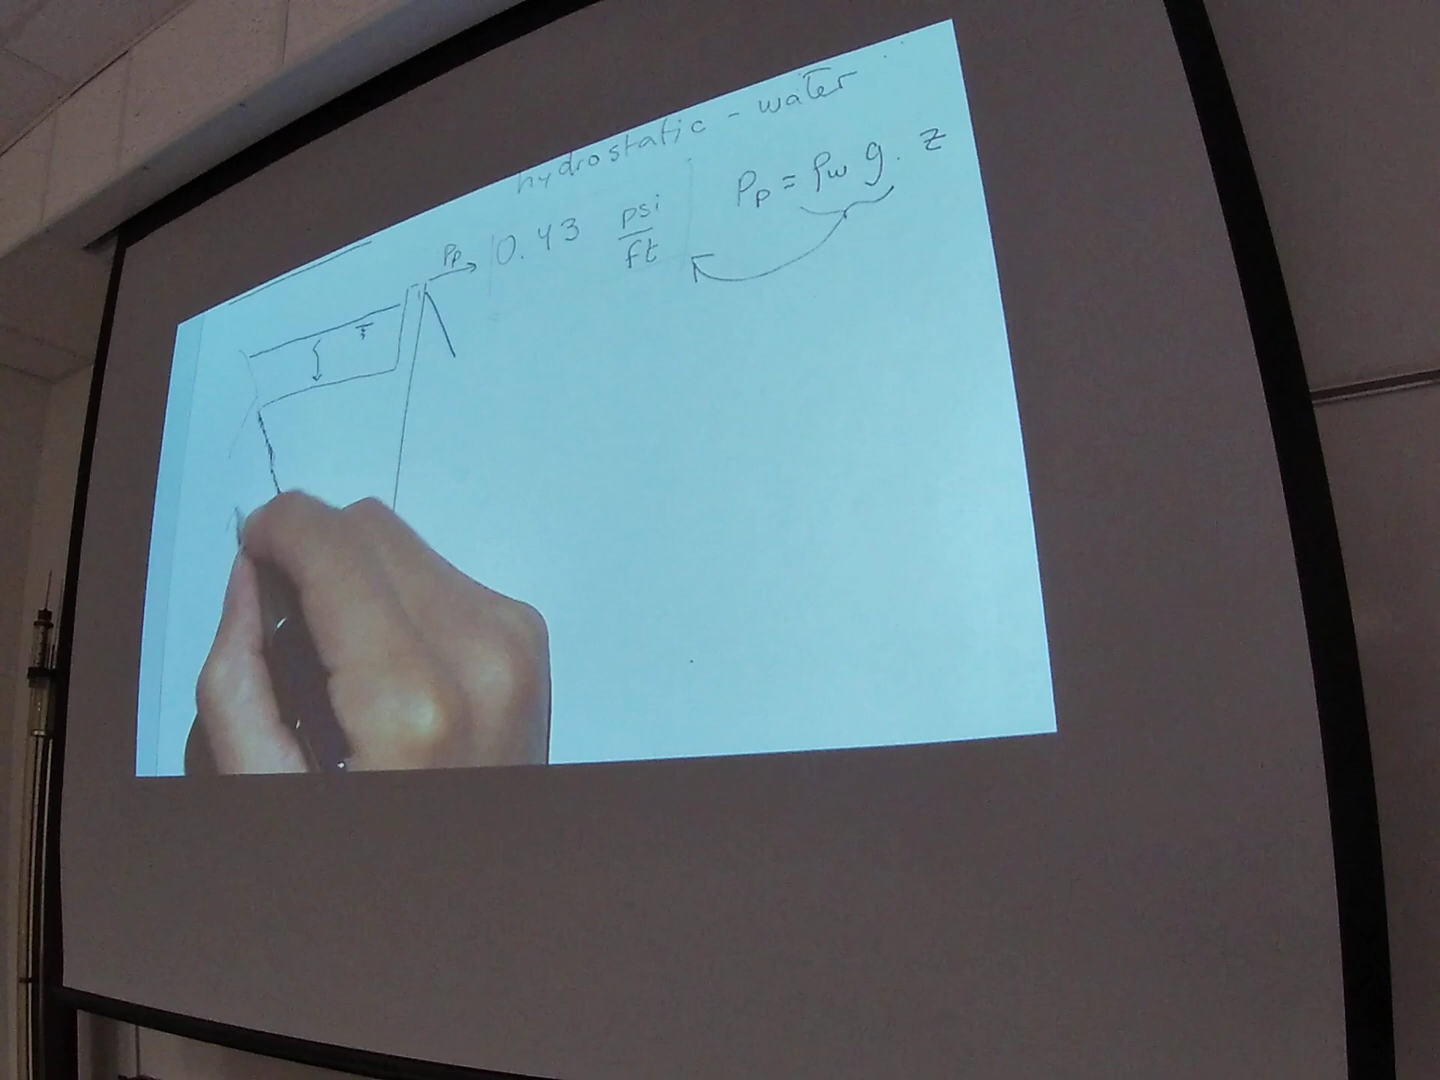 hydrostatic - water
Pp = ρw g . z
0.43 psi/ft
Pp